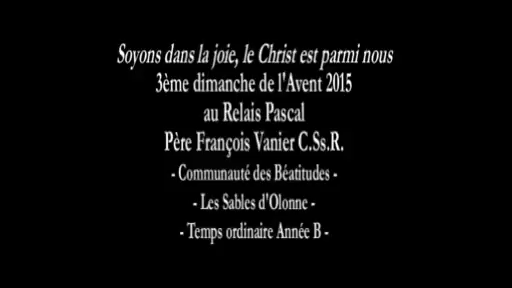 Soyons dans la joie, le Christ est parmi nous
3ème dimanche de l'Avent 2015
au Relais Pascal
Père François Vanier C.Ss.R.
- Communauté des Béatitudes -
- Les Sables d'Olonne -
- Temps ordinaire Année B -